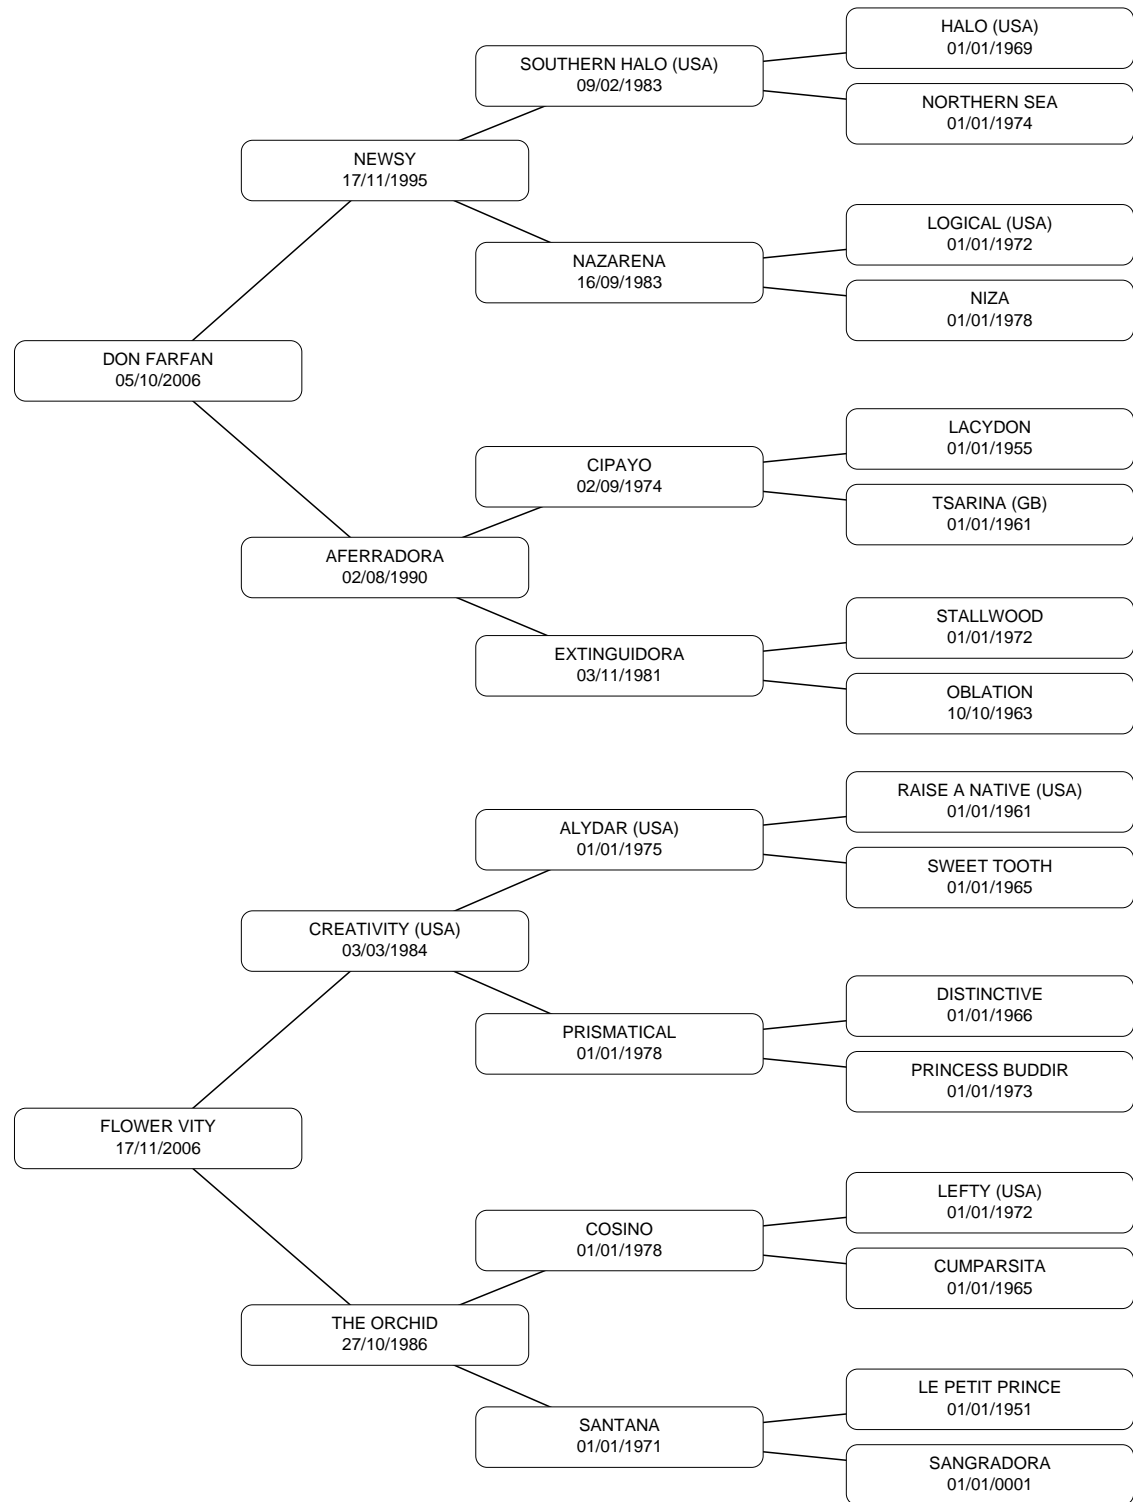 HALO (USA)
01/01/1969
SOUTHERN HALO (USA)
09/02/1983
NORTHERN SEA
01/01/1974
NEWSY
17/11/1995
LOGICAL (USA)
01/01/1972
NAZARENA
16/09/1983
NIZA
01/01/1978
DON FARFAN
05/10/2006
LACYDON
01/01/1955
CIPAYO
02/09/1974
TSARINA (GB)
01/01/1961
AFERRADORA
02/08/1990
STALLWOOD
01/01/1972
EXTINGUIDORA
03/11/1981
OBLATION
10/10/1963
RAISE A NATIVE (USA)
01/01/1961
ALYDAR (USA)
01/01/1975
SWEET TOOTH
01/01/1965
CREATIVITY (USA)
03/03/1984
DISTINCTIVE
01/01/1966
PRISMATICAL
01/01/1978
PRINCESS BUDDIR
01/01/1973
FLOWER VITY
17/11/2006
LEFTY (USA)
01/01/1972
COSINO
01/01/1978
CUMPARSITA
01/01/1965
THE ORCHID
27/10/1986
LE PETIT PRINCE
01/01/1951
SANTANA
01/01/1971
SANGRADORA
01/01/0001